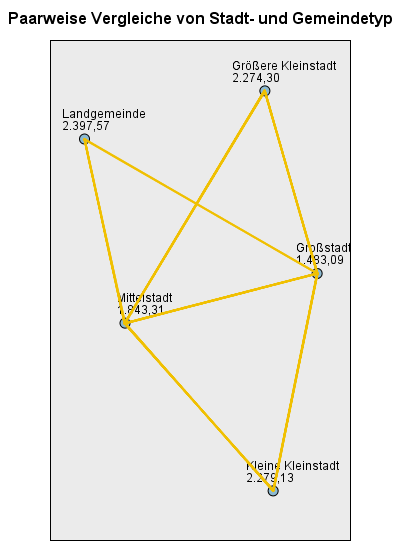 Paarweise Vergleiche von Stadt- und Gemeindetyp
Größere Kleinstadt
2.274,30
Landgemeinde
2.397,57
Großstadt
1.483,09
Mittelstadt
1.843,31
Kleine Kleinstadt
2.279,13